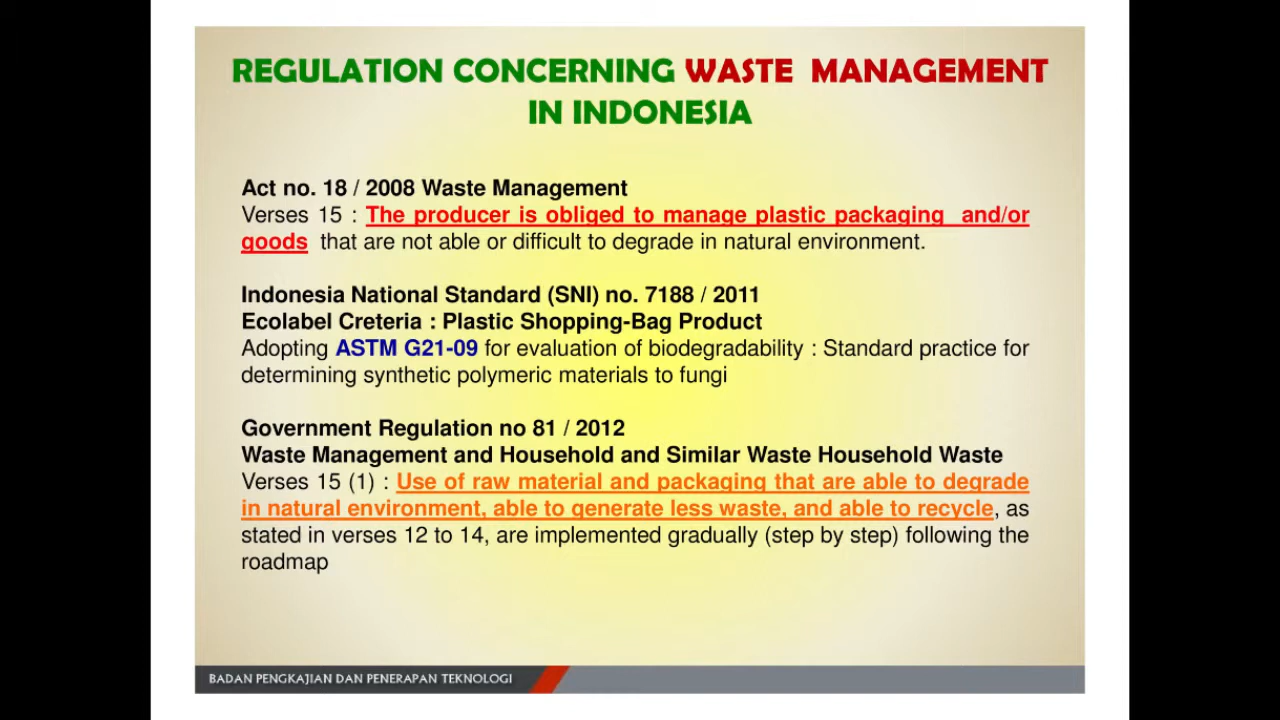 REGULATION CONCERNING WASTE MANAGEMENT
IN INDONESIA
Act no. 18 / 2008 Waste Management
Verses 15 : The producer is obliged to manage plastic packaging and/or
goods that are not able or difficult to degrade in natural environment.
Indonesia National Standard (SNI) no. 7188 / 2011
Ecolabel Creteria : Plastic Shopping-Bag Product
Adopting ASTM G21-09 for evaluation of biodegradability : Standard practice for
determining synthetic polymeric materials to fungi
Government Regulation no 81 / 2012
Waste Management and Household and Similar Waste Household Waste
Verses 15 (1) : Use of raw material and packaging that are able to degrade
in natural environment, able to generate less waste, and able to recycle, as
stated in verses 12 to 14, are implemented gradually (step by step) following the
roadmap
BADAN PENGKAJIAN DAN PENERAPAN TEKNOLOGI